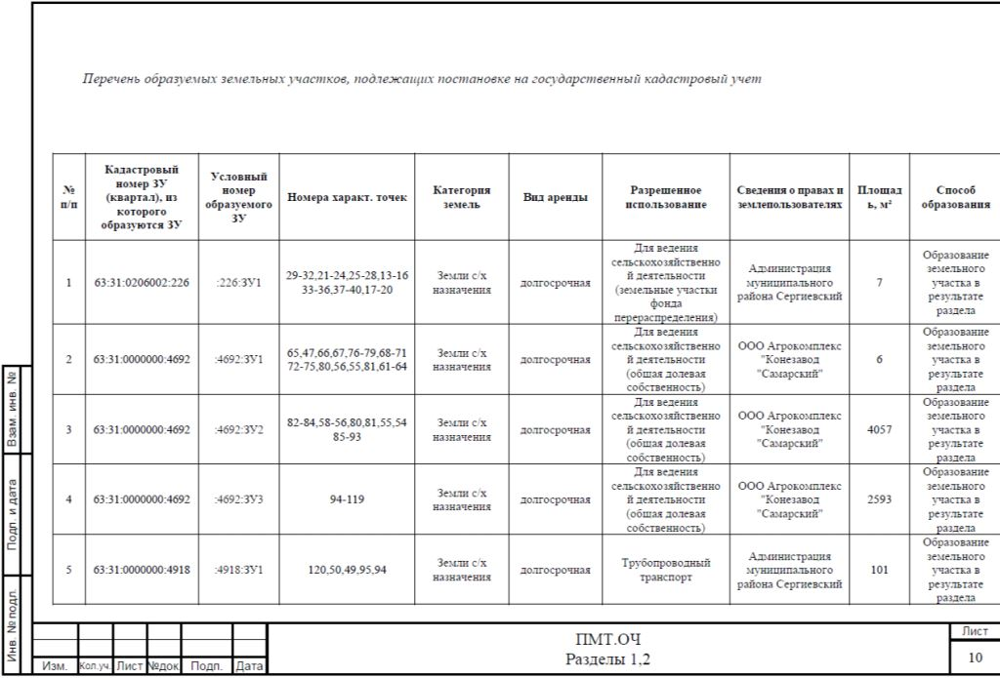 Перечень образуемых земельных участков, подлежащих постановке на государственный кадастровый учет
№
п/п
Кадастровый
номер ЗУ
(квартал), из
которого
образуются ЗУ
Условный
номер
образуемого
ЗУ
Номера характ. точек
Категория
земель
Вид аренды
Разрешенное
использование
Сведения о правах и
землепользователях
Площад
ь, м²
Способ
образования
1
63:31:0206002:226
:226:ЗУ1
29-32,21-24,25-28,13-16
33-36,37-40,17-20
Земли с/х
назначения
долгосрочная
Для ведения
сельскохозяйственно
й деятельности
(земельные участки
фонда
перераспределения)
Администрация
муниципального
района Сергиевский
7
Образование
земельного
участка в
результате
раздела
2
63:31:0000000:4692
:4692:ЗУ1
65,47,66,67,76-79,68-71
72-75,80,56,55,81,61-64
Земли с/х
назначения
долгосрочная
Для ведения
сельскохозяйственно
й деятельности
(общая долевая
собственность)
ООО Агрокомплекс
"Конезавод
"Самарский"
6
Образование
земельного
участка в
результате
раздела
3
63:31:0000000:4692
:4692:ЗУ2
82-84,58-56,80,81,55,54
85-93
Земли с/х
назначения
долгосрочная
Для ведения
сельскохозяйственно
й деятельности
(общая долевая
собственность)
ООО Агрокомплекс
"Конезавод
"Самарский"
4057
Образование
земельного
участка в
результате
раздела
4
63:31:0000000:4692
:4692:ЗУ3
94-119
Земли с/х
назначения
долгосрочная
Для ведения
сельскохозяйственно
й деятельности
(общая долевая
собственность)
ООО Агрокомплекс
"Конезавод
"Самарский"
2593
Образование
земельного
участка в
результате
раздела
5
63:31:0000000:4918
:4918:ЗУ1
120,50,49,95,94
Земли с/х
назначения
долгосрочная
Трубопроводный
транспорт
Администрация
муниципального
района Сергиевский
101
Образование
земельного
участка в
результате
раздела
Взам. инв. №
Подп. и дата
Инв. № подл.
Изм.
Кол.уч.
Лист
№док
Подп.
Дата
ПМТ.ОЧ
Разделы 1,2
Лист
10